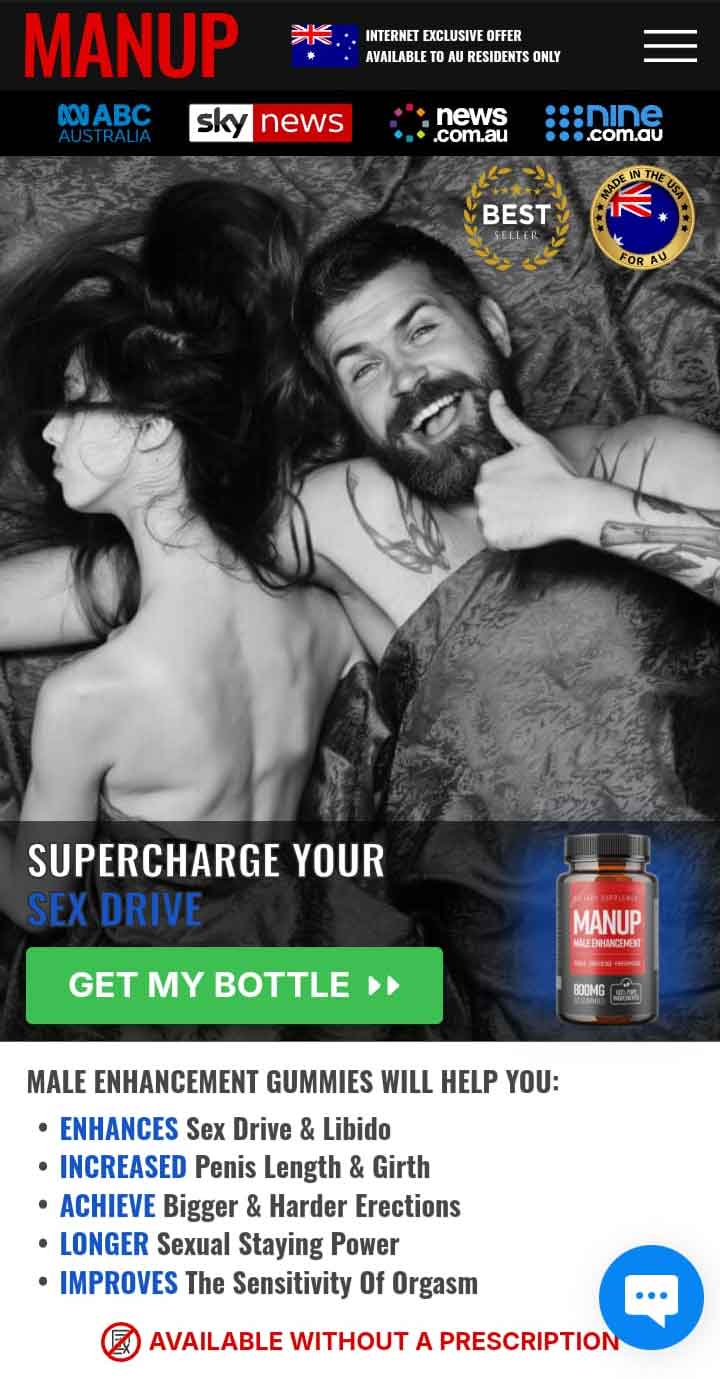 MANUP
INTERNET EXCLUSIVE OFFER
AVAILABLE TO AU RESIDENTS ONLY
ABC
AUSTRALIA
sky news
news
.com.au
nine
.com.au
BEST
SELLER
MADE IN THE USA
FOR AU
SUPERCHARGE YOUR
SEX DRIVE
GET MY BOTTLE
DIETARY SUPPLEMENT
MANUP
MALE ENHANCEMENT
800MG
MALE ENHANCEMENT GUMMIES WILL HELP YOU:
• ENHANCES Sex Drive & Libido
• INCREASED Penis Length & Girth
• ACHIEVE Bigger & Harder Erections
• LONGER Sexual Staying Power
• IMPROVES The Sensitivity Of Orgasm
AVAILABLE WITHOUT A PRESCRIPTION